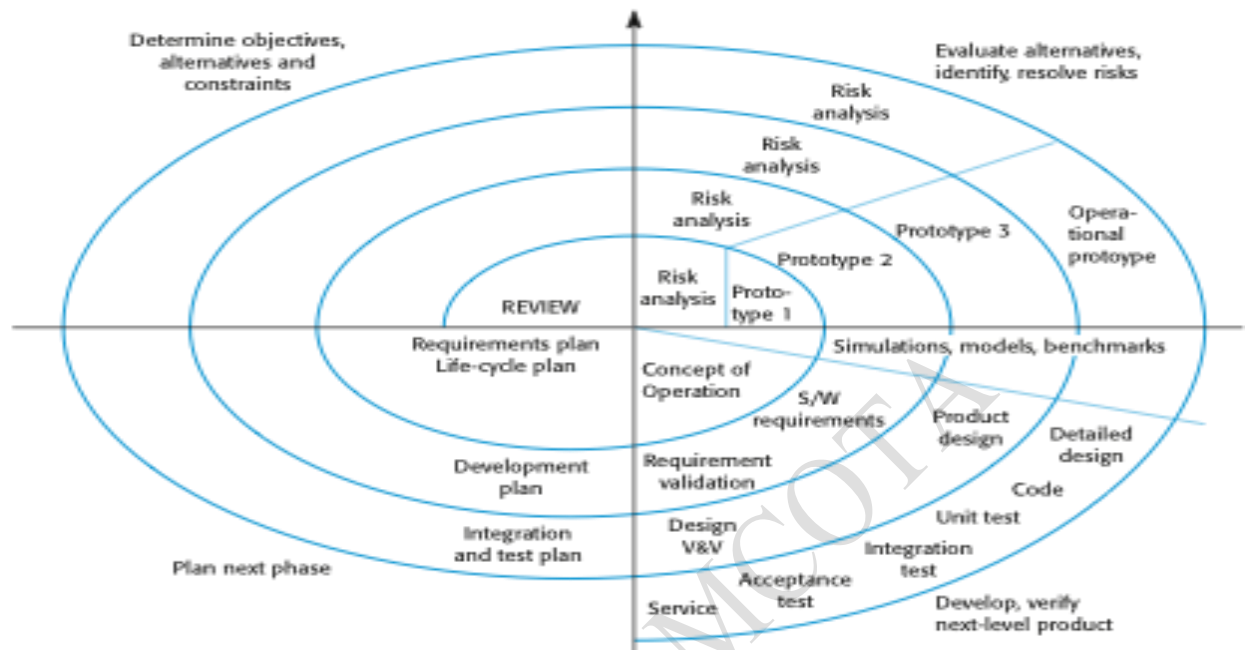 Determine objectives,
alternatives and
constraints
Evaluate alternatives,
identify, resolve risks
Risk
analysis
Risk
analysis
Risk
analysis
Risk
analysis
Proto-
type 1
Prototype 2
Prototype 3
Opera-
tional
protoype
REVIEW
Requirements plan
Life-cycle plan
Concept of
Operation
Simulations, models, benchmarks
S/W
requirements
Product
design
Detailed
design
Development
plan
Requirement
validation
Code
Unit test
Integration
and test plan
Design
V&V
Integration
test
Plan next phase
Acceptance
test
Service
Develop, verify
next-level product
MCOTA